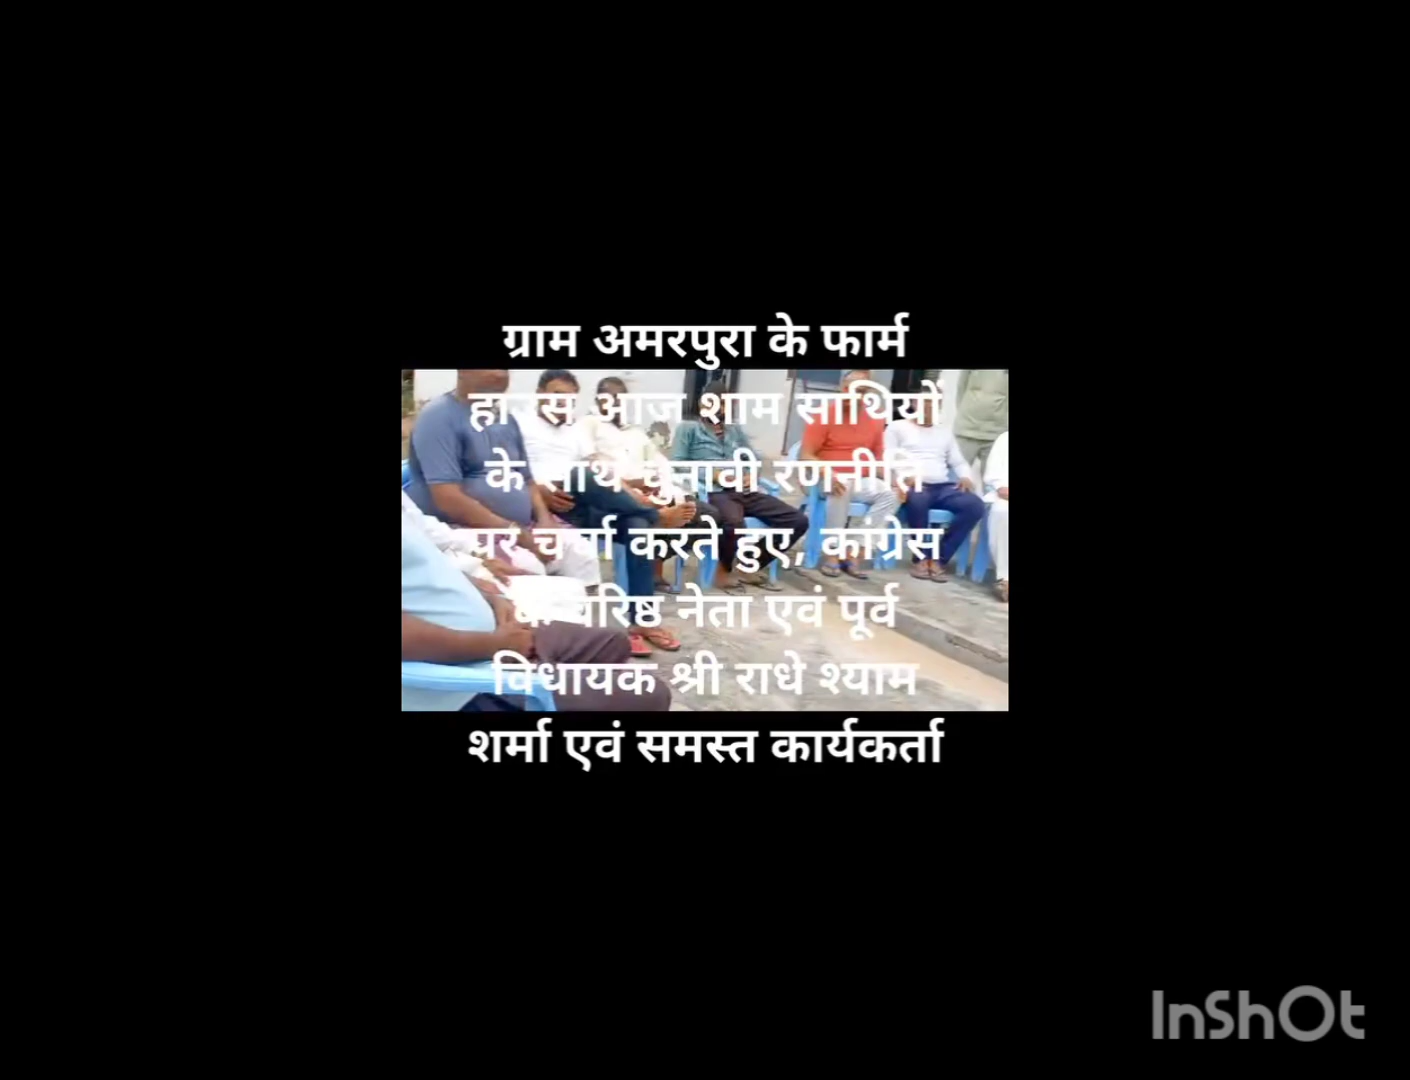 ग्राम अमरपुरा के फार्म
हाउस आज शाम साथियों
के साथ चुनावी रणनीति
पर चर्चा करते हुए, कांग्रेस
के वरिष्ठ नेता एवं पूर्व
विधायक श्री राधे श्याम
शर्मा एवं समस्त कार्यकर्ता
InShOt